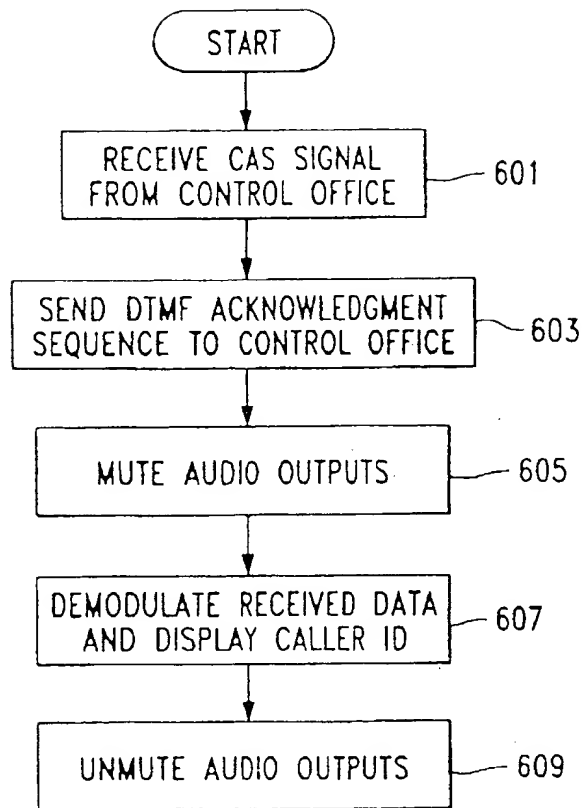 START
RECEIVE CAS SIGNAL
FROM CONTROL OFFICE
601
SEND DTMF ACKNOWLEDGMENT
SEQUENCE TO CONTROL OFFICE
603
MUTE AUDIO OUTPUTS
605
DEMODULATE RECEIVED DATA
AND DISPLAY CALLER ID
607
UNMUTE AUDIO OUTPUTS
609